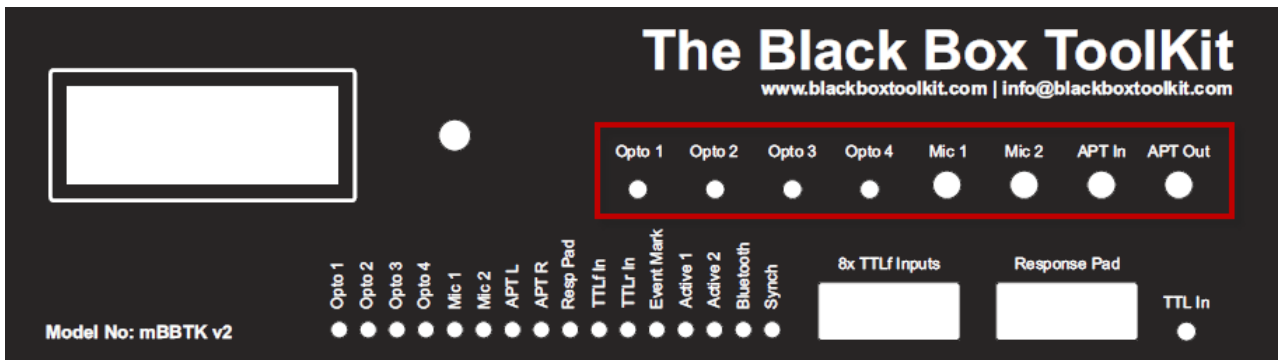 The Black Box ToolKit
www.blackboxtoolkit.com | info@blackboxtoolkit.com
Opto 1 Opto 2 Opto 3 Opto 4 Mic 1 Mic 2 APT In APT Out
Opto 1
Opto 2
Opto 3
Opto 4
Mic 1
Mic 2
APT L
APT R
Resp Pad
TTLf In
TTLr In
Event Mark
Active 1
Active 2
Bluetooth
Synch
8x TTLf Inputs Response Pad
TTL In
Model No: mBBTK v2